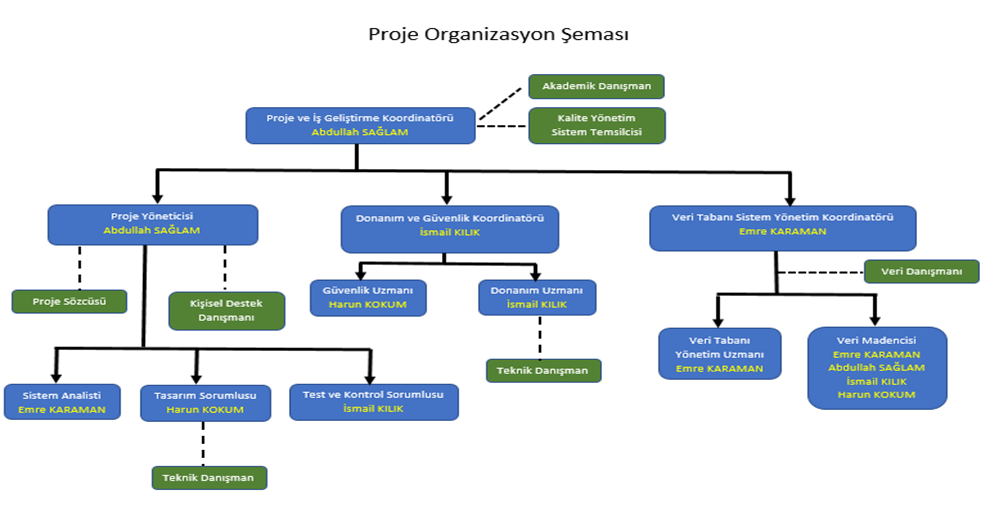 Proje Organizasyon Şeması
Akademik Danışman
Proje ve İş Geliştirme Koordinatörü
Abdullah SAĞLAM
Kalite Yönetim
Sistem Temsilcisi
Proje Yöneticisi
Abdullah SAĞLAM
Donanım ve Güvenlik Koordinatörü
İsmail KILIK
Veri Tabanı Sistem Yönetim Koordinatörü
Emre KARAMAN
Proje Sözcüsü
Kişisel Destek
Danışmanı
Güvenlik Uzmanı
Harun KOKUM
Donanım Uzmanı
İsmail KILIK
Veri Danışmanı
Teknik Danışman
Veri Tabanı
Yönetim Uzmanı
Emre KARAMAN
Veri Madencisi
Emre KARAMAN
Abdullah SAĞLAM
İsmail KILIK
Harun KOKUM
Sistem Analisti
Emre KARAMAN
Tasarım Sorumlusu
Harun KOKUM
Test ve Kontrol Sorumlusu
İsmail KILIK
Teknik Danışman